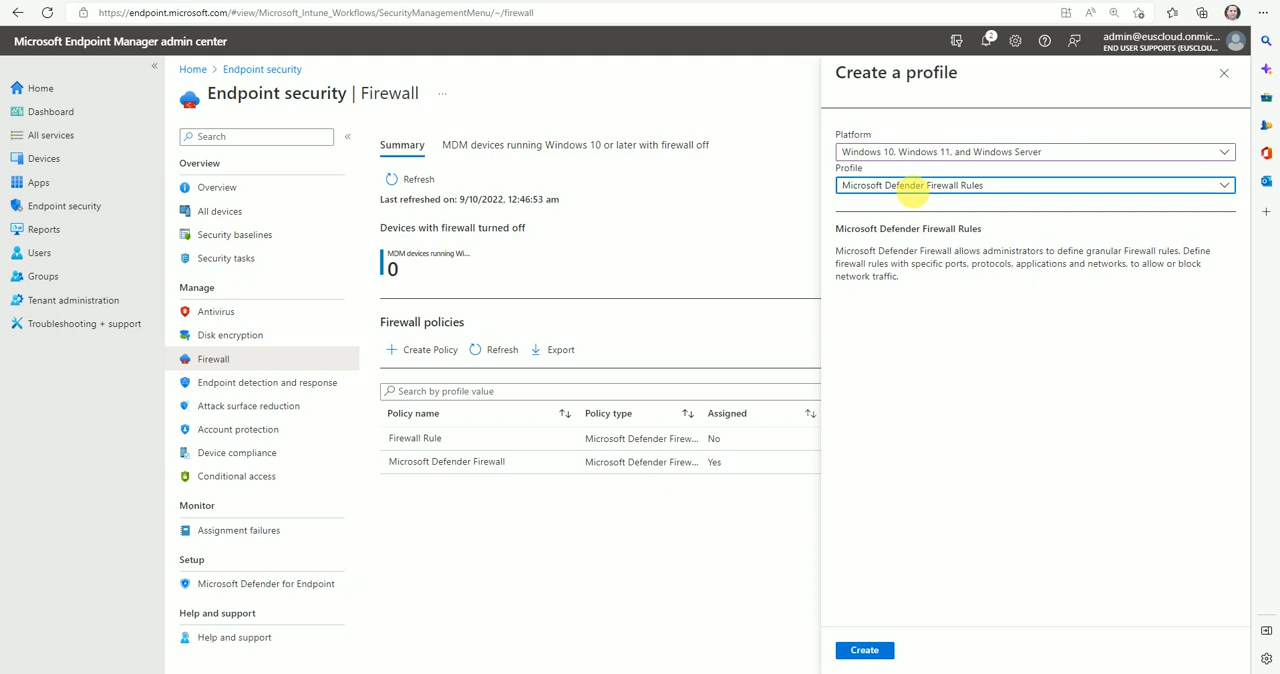 https://endpoint.microsoft.com/#view/Microsoft_Intune_Workflows/SecurityManagementMenu/~/firewall
Microsoft Endpoint Manager admin center
2
admin@euscloud.onmic...
END USER SUPPORTS (EUSCLOU...
Home
Dashboard
All services
Devices
Apps
Endpoint security
Reports
Users
Groups
Tenant administration
Troubleshooting + support
Home > Endpoint security
Endpoint security | Firewall ...
Search
Overview
Overview
All devices
Security baselines
Security tasks
Manage
Antivirus
Disk encryption
Firewall
Endpoint detection and response
Attack surface reduction
Account protection
Device compliance
Conditional access
Monitor
Assignment failures
Setup
Microsoft Defender for Endpoint
Help and support
Help and support
Summary MDM devices running Windows 10 or later with firewall off
Refresh
Last refreshed on: 9/10/2022, 12:46:53 am
Devices with firewall turned off
MDM devices running Wi...
0
Firewall policies
Create Policy Refresh Export
Search by profile value
Policy name Policy type Assigned
Firewall Rule Microsoft Defender Firew... No
Microsoft Defender Firewall Microsoft Defender Firew... Yes
Create a profile
Platform
Windows 10, Windows 11, and Windows Server
Profile
Microsoft Defender Firewall Rules
Microsoft Defender Firewall Rules
Microsoft Defender Firewall allows administrators to define granular Firewall rules, Define
firewall rules with specific ports, protocols, applications and networks, to allow or block
network traffic.
Create